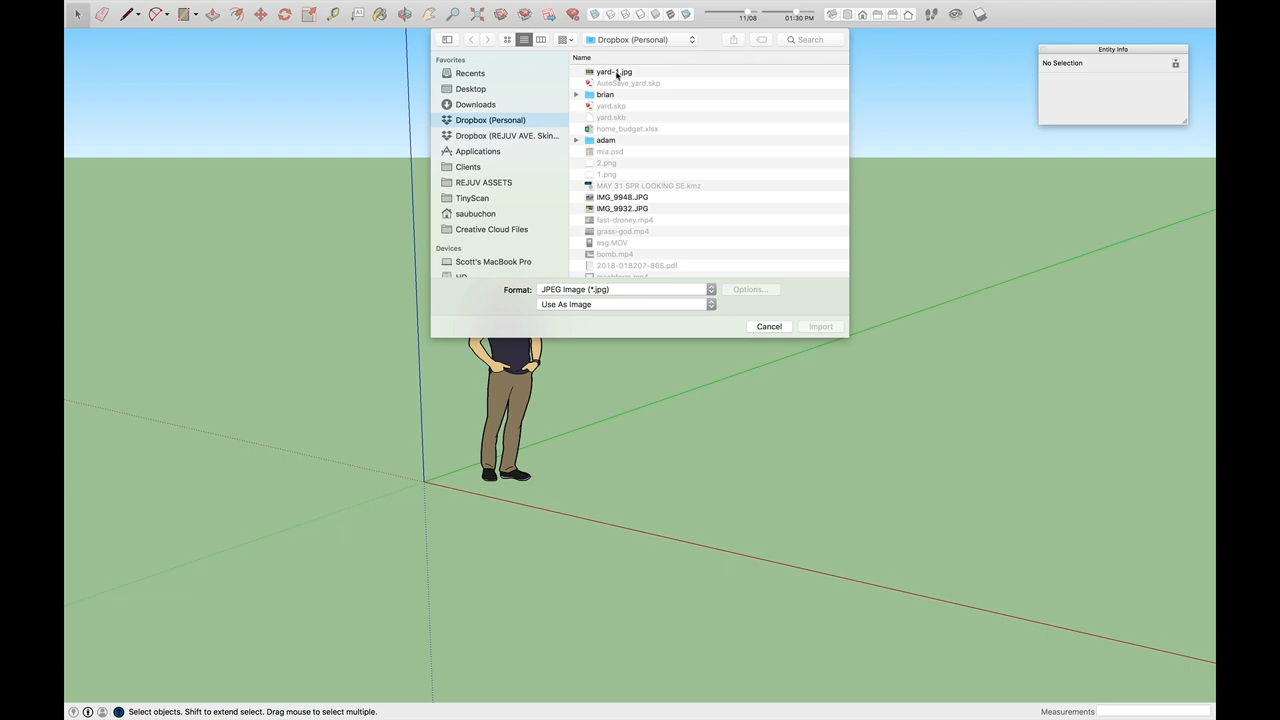 11/08
01:30 PM
Dropbox (Personal)
Search
Entity Info
No Selection
Favorites
Recents
Desktop
Downloads
Dropbox (Personal)
Dropbox (REJUV AVE. Skin...
Applications
Clients
REJUV ASSETS
TinyScan
saubuchon
Creative Cloud Files
Devices
Scott's MacBook Pro
HD
Name
yard-1.jpg
AutoSave_yard.skp
brian
yard.skp
yard.skb
home_budget.xlsx
adam
mia.psd
2.png
1.png
MAY 31 SPR LOOKING SE.kmz
IMG_9948.JPG
IMG_9932.JPG
fast-droney.mp4
grass-god.mp4
esg.MOV
bomb.mp4
2018-018207-86S.pdf
Format:
JPEG Image (*.jpg)
Options...
Use As Image
Cancel
Import
Select objects. Shift to extend select. Drag mouse to select multiple.
Measurements